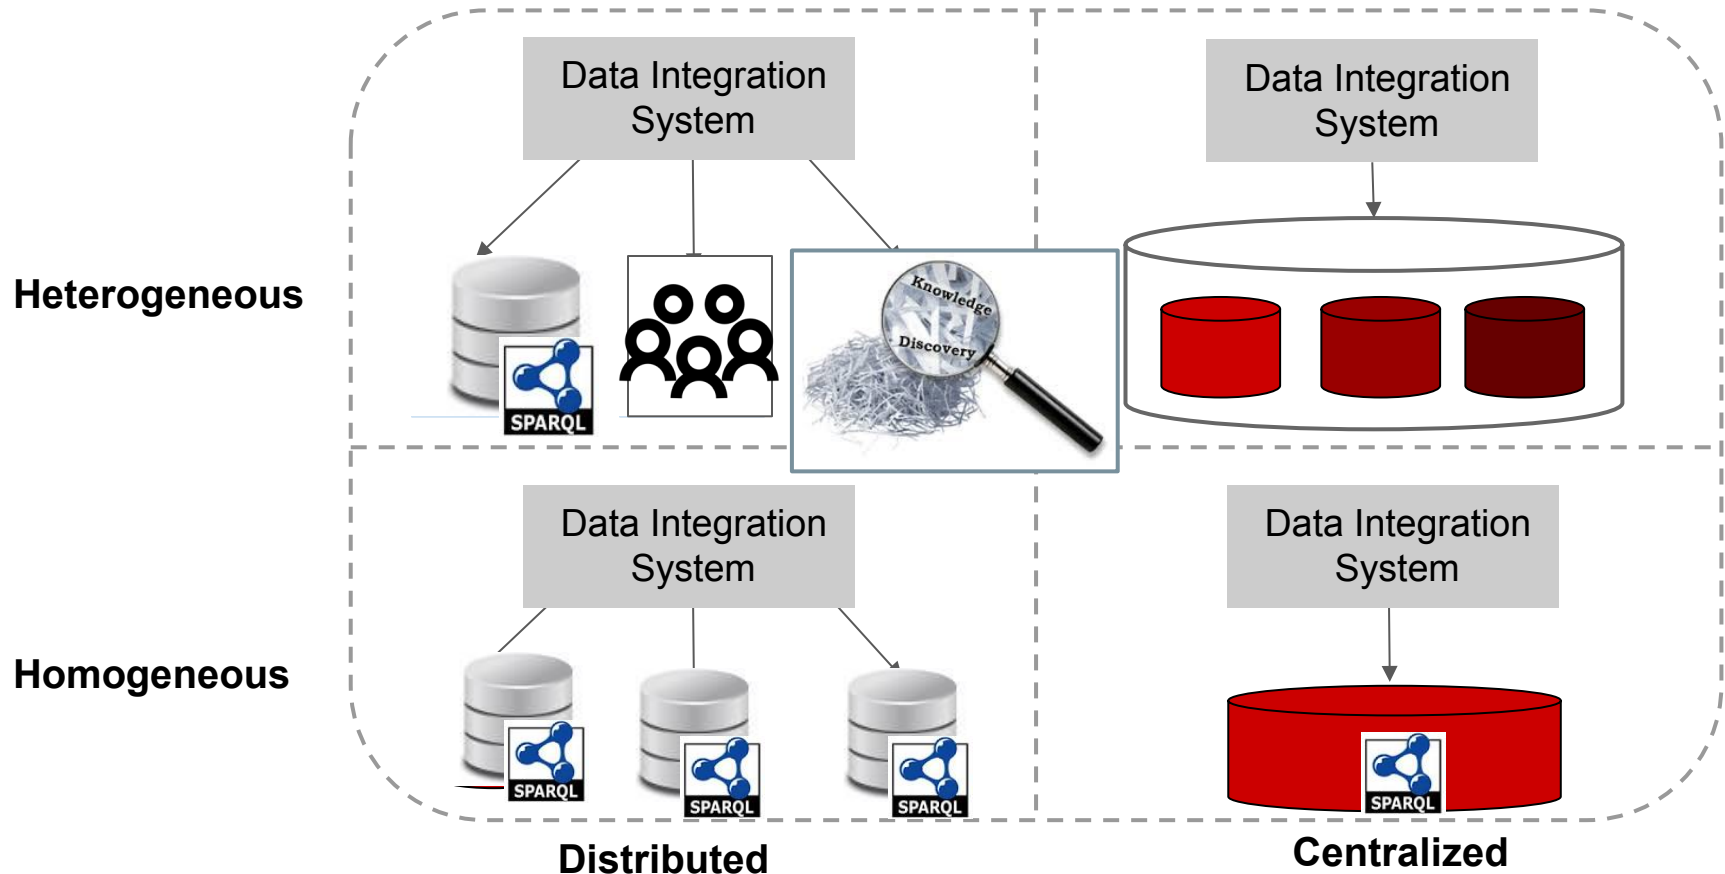 Data Integration
System
Data Integration
System
Heterogeneous
Knowledge
Discovery
SPARQL
Data Integration
System
Data Integration
System
Homogeneous
SPARQL
SPARQL
SPARQL
SPARQL
Distributed
Centralized